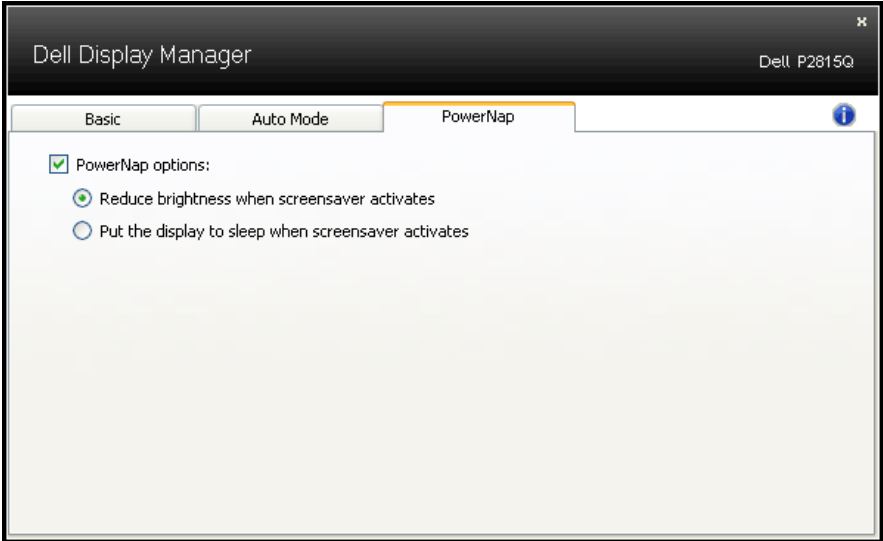 Dell Display Manager
Dell P2815Q
Basic
Auto Mode
PowerNap
PowerNap options:
Reduce brightness when screensaver activates
Put the display to sleep when screensaver activates